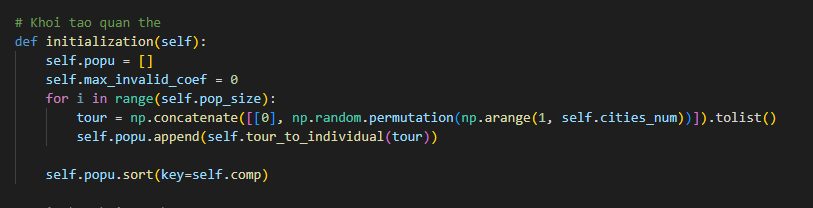 # Khoi tao quan the
def initialization(self):
    self.popu = []
    self.max_invalid_coef = 0
    for i in range(self.pop_size):
        tour = np.concatenate([[0], np.random.permutation(np.arange(1, self.cities_num))]).tolist()
        self.popu.append(self.tour_to_individual(tour))

    self.popu.sort(key=self.comp)